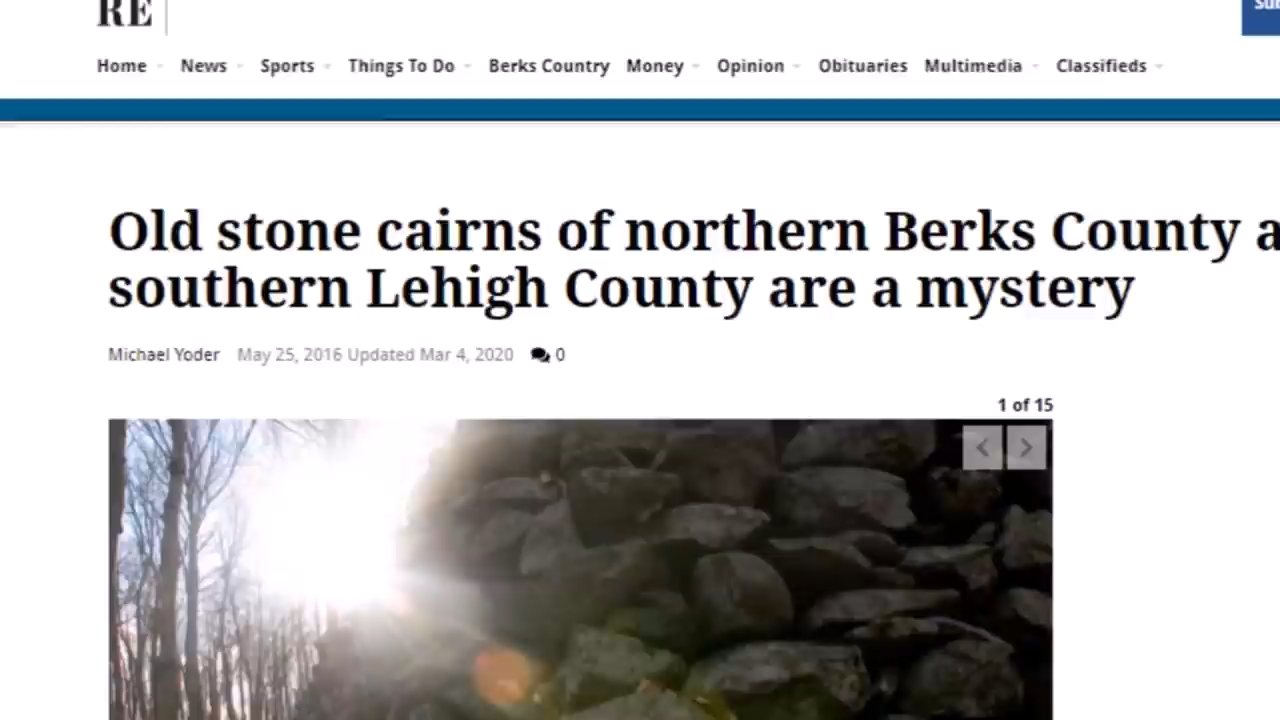 RE
Home News Sports Things To Do Berks Country Money Opinion Obituaries Multimedia Classifieds
Old stone cairns of northern Berks County
southern Lehigh County are a mystery
Michael Yoder May 25, 2016 Updated Mar 4, 2020 0
1 of 15